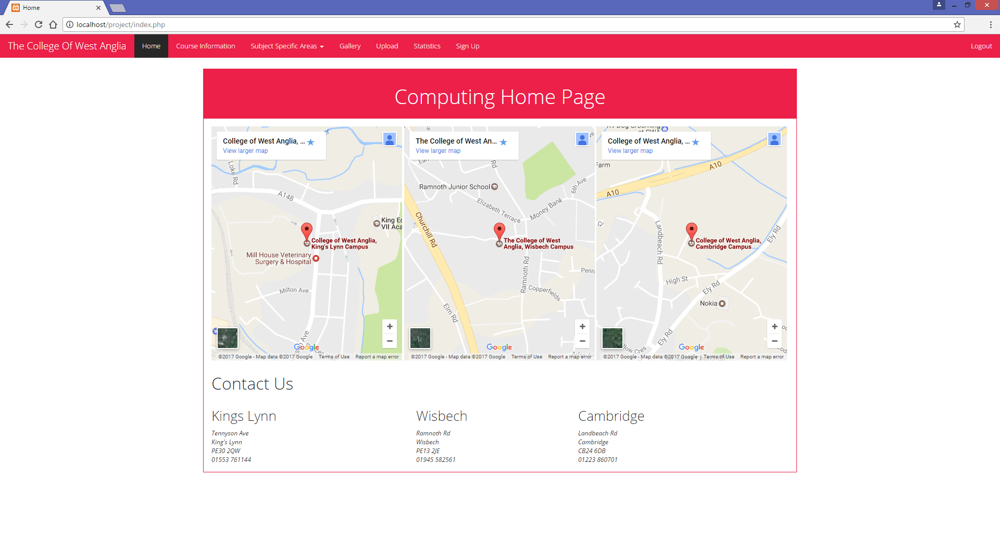 Home
localhost/project/index.php
The College Of West Anglia Home Course Information Subject Specific Areas Gallery Upload Statistics Sign Up Logout
Computing Home Page
College of West Anglia, ...
View larger map
Loke Rd
A148
King Ed
VII Aca
College of West Anglia,
King's Lynn Campus
Mill House Veterinary
Surgery & Hospital
Milton Ave
Google
©2017 Google - Map data ©2017 Google Terms of Use Report a map error
The College of West An...
View larger map
Rd
Ramnoth Junior School
6th Ave
Elizabeth Terrace
Money Bank
Churchill Rd
The College of West
Anglia, Wisbech Campus
Ramnoth Rd
Penro
Copperfields
Elm Rd
Google
©2017 Google - Map data ©2017 Google Terms of Use Report a map error
K9 Dog Grooming
at CWA
College of West Anglia, ...
View larger map
Farm
A10
A10
Landbeach Rd
Ely Rd
College of West Anglia,
Cambridge Campus
High St
Ely Rd
Nokia
Ely Rd
llow Cres
Google
©2017 Google - Map data ©2017 Google Terms of Use Report a map error
Contact Us
Kings Lynn
Tennyson Ave
King's Lynn
PE30 2QW
01553 761144
Wisbech
Ramnoth Rd
Wisbech
PE13 2JE
01945 582561
Cambridge
Landbeach Rd
Cambridge
CB24 6DB
01223 860701